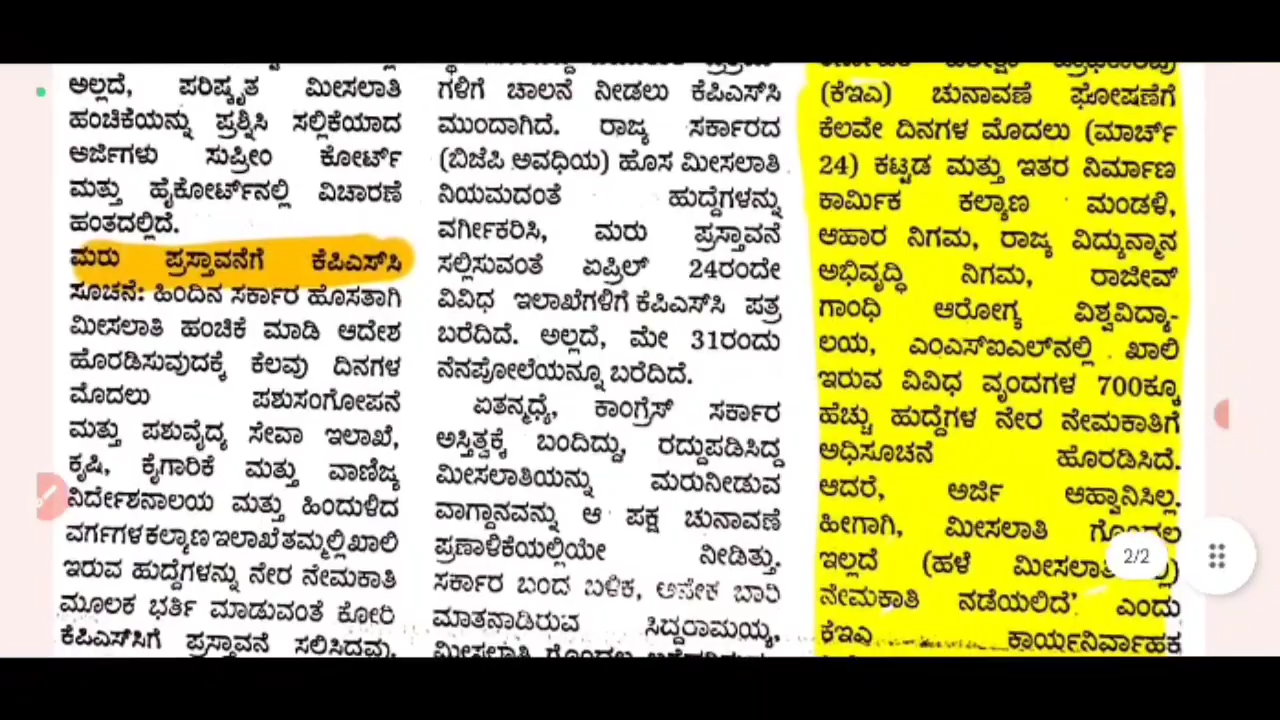 ಅಲ್ಲದೆ, ಪರಿಷ್ಕೃತ ಮೀಸಲಾತಿ
ಹಂಚಿಕೆಯನ್ನು ಪ್ರಶ್ನಿಸಿ ಸಲ್ಲಿಕೆಯಾದ
ಅರ್ಜಿಗಳು ಸುಪ್ರೀಂ ಕೋರ್ಟ್
ಮತ್ತು ಹೈಕೋರ್ಟ್‌ನಲ್ಲಿ ವಿಚಾರಣೆ
ಹಂತದಲ್ಲಿದೆ.
ಮರು ಪ್ರಸ್ತಾವನೆಗೆ ಕೆಪಿಎಸ್‌ಸಿ
ಸೂಚನೆ: ಹಿಂದಿನ ಸರ್ಕಾರ ಹೊಸತಾಗಿ
ಮೀಸಲಾತಿ ಹಂಚಿಕೆ ಮಾಡಿ ಆದೇಶ
ಹೊರಡಿಸುವುದಕ್ಕೆ ಕೆಲವು ದಿನಗಳ
ಮೊದಲು ಪಶುಸಂಗೋಪನೆ
ಮತ್ತು ಪಶುವೈದ್ಯ ಸೇವಾ ಇಲಾಖೆ,
ಕೃಷಿ, ಕೈಗಾರಿಕೆ ಮತ್ತು ವಾಣಿಜ್ಯ
ನಿರ್ದೇಶನಾಲಯ ಮತ್ತು ಹಿಂದುಳಿದ
ವರ್ಗಗಳ ಕಲ್ಯಾಣ ಇಲಾಖೆ ತಮ್ಮಲ್ಲಿ ಖಾಲಿ
ಇರುವ ಹುದ್ದೆಗಳನ್ನು ನೇರ ನೇಮಕಾತಿ
ಮೂಲಕ ಭರ್ತಿ ಮಾಡುವಂತೆ ಕೋರಿ
ಕೆಪಿಎಸ್‌ಸಿಗೆ ಪ್ರಸ್ತಾವನೆ ಸಲ್ಲಿಸಿದ್ದವು.
ಗಳಿಗೆ ಚಾಲನೆ ನೀಡಲು ಕೆಪಿಎಸ್‌ಸಿ
ಮುಂದಾಗಿದೆ. ರಾಜ್ಯ ಸರ್ಕಾರದ
(ಬಿಜೆಪಿ ಅವಧಿಯ) ಹೊಸ ಮೀಸಲಾತಿ
ನಿಯಮದಂತೆ ಹುದ್ದೆಗಳನ್ನು
ವರ್ಗೀಕರಿಸಿ, ಮರು ಪ್ರಸ್ತಾವನೆ
ಸಲ್ಲಿಸುವಂತೆ ಏಪ್ರಿಲ್ 24ರಂದೇ
ವಿವಿಧ ಇಲಾಖೆಗಳಿಗೆ ಕೆಪಿಎಸ್‌ಸಿ ಪತ್ರ
ಬರೆದಿದೆ. ಅಲ್ಲದೆ, ಮೇ 31ರಂದು
ನೆನಪೋಲೆಯನ್ನೂ ಬರೆದಿದೆ.
ಏತನ್ಮಧ್ಯೆ, ಕಾಂಗ್ರೆಸ್ ಸರ್ಕಾರ
ಅಸ್ತಿತ್ವಕ್ಕೆ ಬಂದಿದ್ದು, ರದ್ದುಪಡಿಸಿದ್ದ
ಮೀಸಲಾತಿಯನ್ನು ಮರುನೀಡುವ
ವಾಗ್ದಾನವನ್ನು ಆ ಪಕ್ಷ ಚುನಾವಣೆ
ಪ್ರಣಾಳಿಕೆಯಲ್ಲಿಯೇ ನೀಡಿತ್ತು.
ಸರ್ಕಾರ ಬಂದ ಬಳಿಕ, ಅನೇಕ ಬಾರಿ
ಮಾತನಾಡಿರುವ ಸಿದ್ದರಾಮಯ್ಯ,
ಮೀಸಲಾತಿ ಗೊಂದಲ
(ಕೆಇಎ) ಚುನಾವಣೆ ಘೋಷಣೆಗೆ
ಕೆಲವೇ ದಿನಗಳ ಮೊದಲು (ಮಾರ್ಚ್
24) ಕಟ್ಟಡ ಮತ್ತು ಇತರ ನಿರ್ಮಾಣ
ಕಾರ್ಮಿಕ ಕಲ್ಯಾಣ ಮಂಡಳಿ,
ಆಹಾರ ನಿಗಮ, ರಾಜ್ಯ ವಿದ್ಯುನ್ಮಾನ
ಅಭಿವೃದ್ಧಿ ನಿಗಮ, ರಾಜೀವ್
ಗಾಂಧಿ ಆರೋಗ್ಯ ವಿಶ್ವವಿದ್ಯಾ-
ಲಯ, ಎಂಎಸ್‌ಐಎಲ್‌ನಲ್ಲಿ ಖಾಲಿ
ಇರುವ ವಿವಿಧ ವೃಂದಗಳ 700ಕ್ಕೂ
ಹೆಚ್ಚು ಹುದ್ದೆಗಳ ನೇರ ನೇಮಕಾತಿಗೆ
ಅಧಿಸೂಚನೆ ಹೊರಡಿಸಿದೆ.
ಆದರೆ, ಅರ್ಜಿ ಆಹ್ವಾನಿಸಿಲ್ಲ.
ಹೀಗಾಗಿ, ಮೀಸಲಾತಿ ಗೊಂದಲ
ಇಲ್ಲದೆ (ಹಳೆ
ನೇಮಕಾತಿ ನಡೆಯಲಿದೆ' ಎಂದು
ಕೆಇಎ ಕಾರ್ಯನಿರ್ವಾಹಕ
2/2